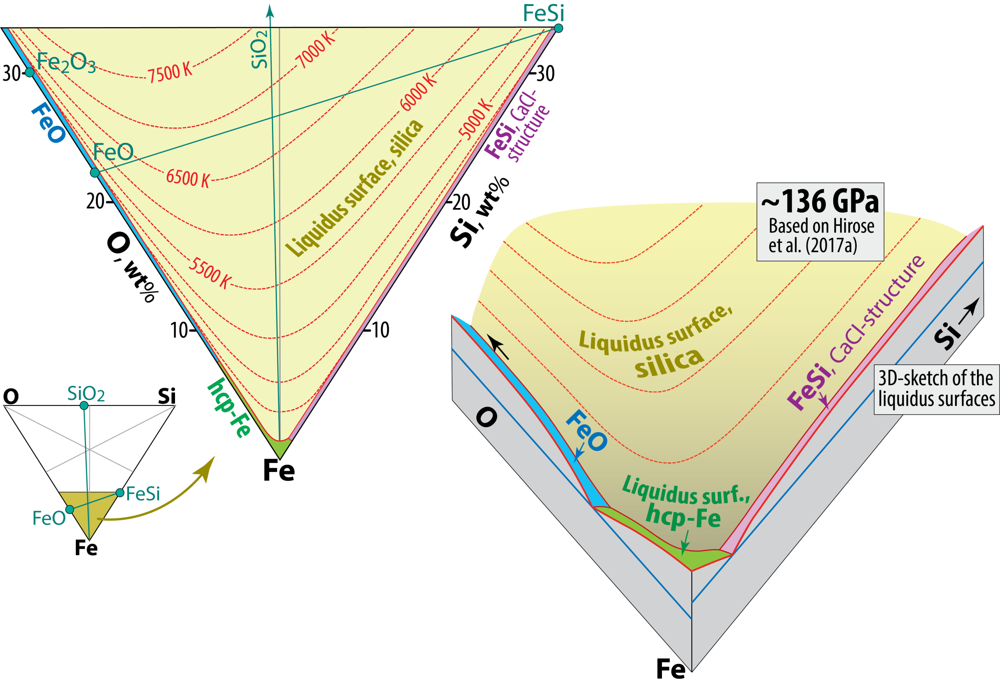 FeSi
SiO2
7000 K
7500 K
Fe2O3
30
30
FeO
FeSi, CaCl-
structure
6000 K
5000 K
FeO
6500 K
Liquidus surface, silica
20
20
Si, wt%
O, wt%
5500 K
10
10
hcp-Fe
Fe
O
SiO2
Si
FeSi
FeO
Fe
~136 GPa
Based on Hirose
et al. (2017a)
Liquidus surface,
silica
FeSi, CaCl-structure
Si
3D-sketch of the
liquidus surfaces
O
FeO
Liquidus surf.,
hcp-Fe
Fe